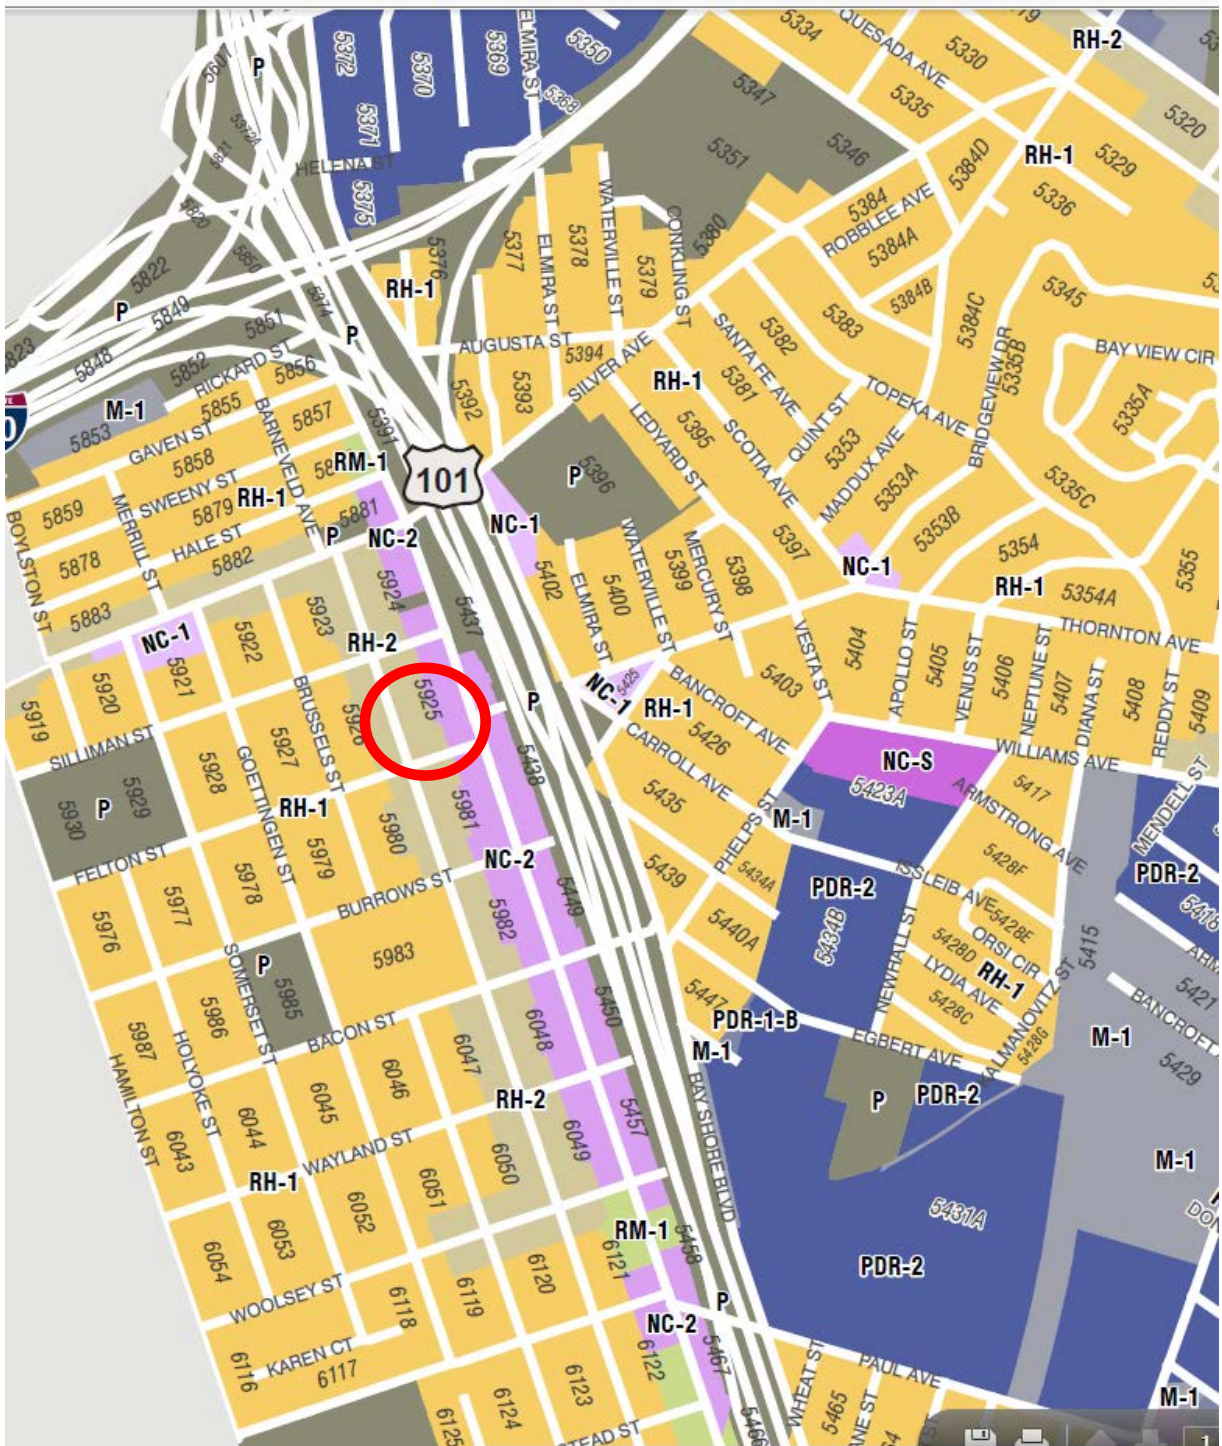 5334
QUESADA AVE
5330
RH-2
5372
5370
5369
ELMIRA ST
5350
5607
P
5347
5335
5320
5368
5372A
5371
5821
HELENA ST
5351
5346
5384D
RH-1
5329
5375
5384
ROBBLEE AVE
5336
WATERVILLE ST
CONKLING ST
5820
5376
5377
ELMIRA ST
5378
5380
5384A
5822
5850
5379
RH-1
5374
5384B
5345
5849
P
5851
P
SANTA FE AVE
5382
5383
5384C
BRIDGEVIEW DR
5335B
5823
5848
5852
RICKARD ST
5856
AUGUSTA ST
5394
SILVER AVE
BAY VIEW CIR
M-1
5855
5857
5392
5393
RH-1
5381
TOPEKA AVE
5335A
5853
GAVEN ST
BARNEVELD AVE
5391
LEDYARD ST
5395
SCOTIA AVE
QUINT ST
5353
5858
RM-1
101
P
5396
MADDUX AVE
5353A
5335C
5859
MERRILL ST
SWEENY ST
RH-1
5879
5881
NC-1
5353B
5354
BOYLSTON ST
5878
HALE ST
P
NC-2
5397
5882
5402
WATERVILLE ST
MERCURY ST
5398
5399
NC-1
RH-1
5355
5883
5924
ELMIRA ST
5400
5354A
NC-1
5922
5923
5437
VESTA ST
5404
APOLLO ST
5405
VENUS ST
5406
NEPTUNE ST
5407
THORNTON AVE
5921
RH-2
5403
DIANA ST
5408
REDDY ST
5409
5920
5925
NC-1
5425
BANCROFT AVE
5919
BRUSSELS ST
5926
P
RH-1
5426
SILLIMAN ST
5927
5928
GOETTINGEN ST
5438
CARROLL AVE
NC-S
WILLIAMS AVE
5423A
ARMSTRONG AVE
5417
MENDELL ST
5930
P
5929
RH-1
5981
5435
PHELPS ST
M-1
5980
FELTON ST
5979
NC-2
5439
5434A
ISSLEIB AVE
5428F
PDR-2
5978
BURROWS ST
5449
PDR-2
5977
5982
5434B
5428E
ORSI CIR
5976
SOMERSET ST
P
5985
5983
5440A
NEWHALL ST
5428D
5415
LYDIA AVE
RH-1
5421
5986
5447
5428C
KALMANOVITZ ST
BANCROFT
5987
HOLYOKE ST
BACON ST
5450
PDR-1-B
EGBERT AVE
5428G
M-1
5429
HAMILTON ST
6048
6047
M-1
6046
6045
RH-2
P
PDR-2
6044
6043
WAYLAND ST
5457
BAY SHORE BLVD
6049
6050
RH-1
6051
M-1
6052
5431A
6053
RM-1
5458
6054
6121
PDR-2
6120
WOOLSEY ST
6119
6118
P
KAREN CT
6117
NC-2
5467
6116
6122
WHEAT ST
PAUL AVE
6123
6124
6125
5465
M-1
5466
1